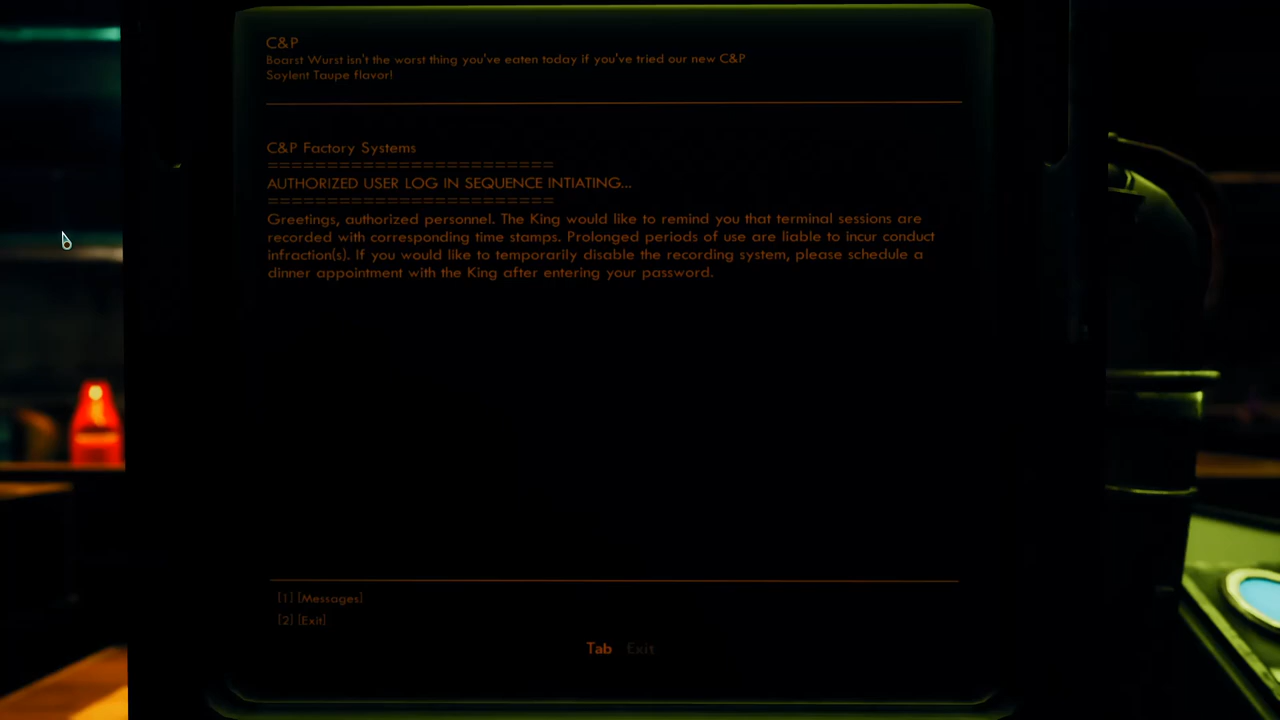 C&P
Boarst Wurst isn't the worst thing you've eaten today if you've tried our new C&P
Soylent Taupe flavor!
C&P Factory Systems
========================
AUTHORIZED USER LOG IN SEQUENCE INTIATING...
========================
Greetings, authorized personnel. The King would like to remind you that terminal sessions are
recorded with corresponding time stamps. Prolonged periods of use are liable to incur conduct
infraction(s). If you would like to temporarily disable the recording system, please schedule a
dinner appointment with the King after entering your password.
[1] [Messages]
[2] [Exit]
Tab Exit